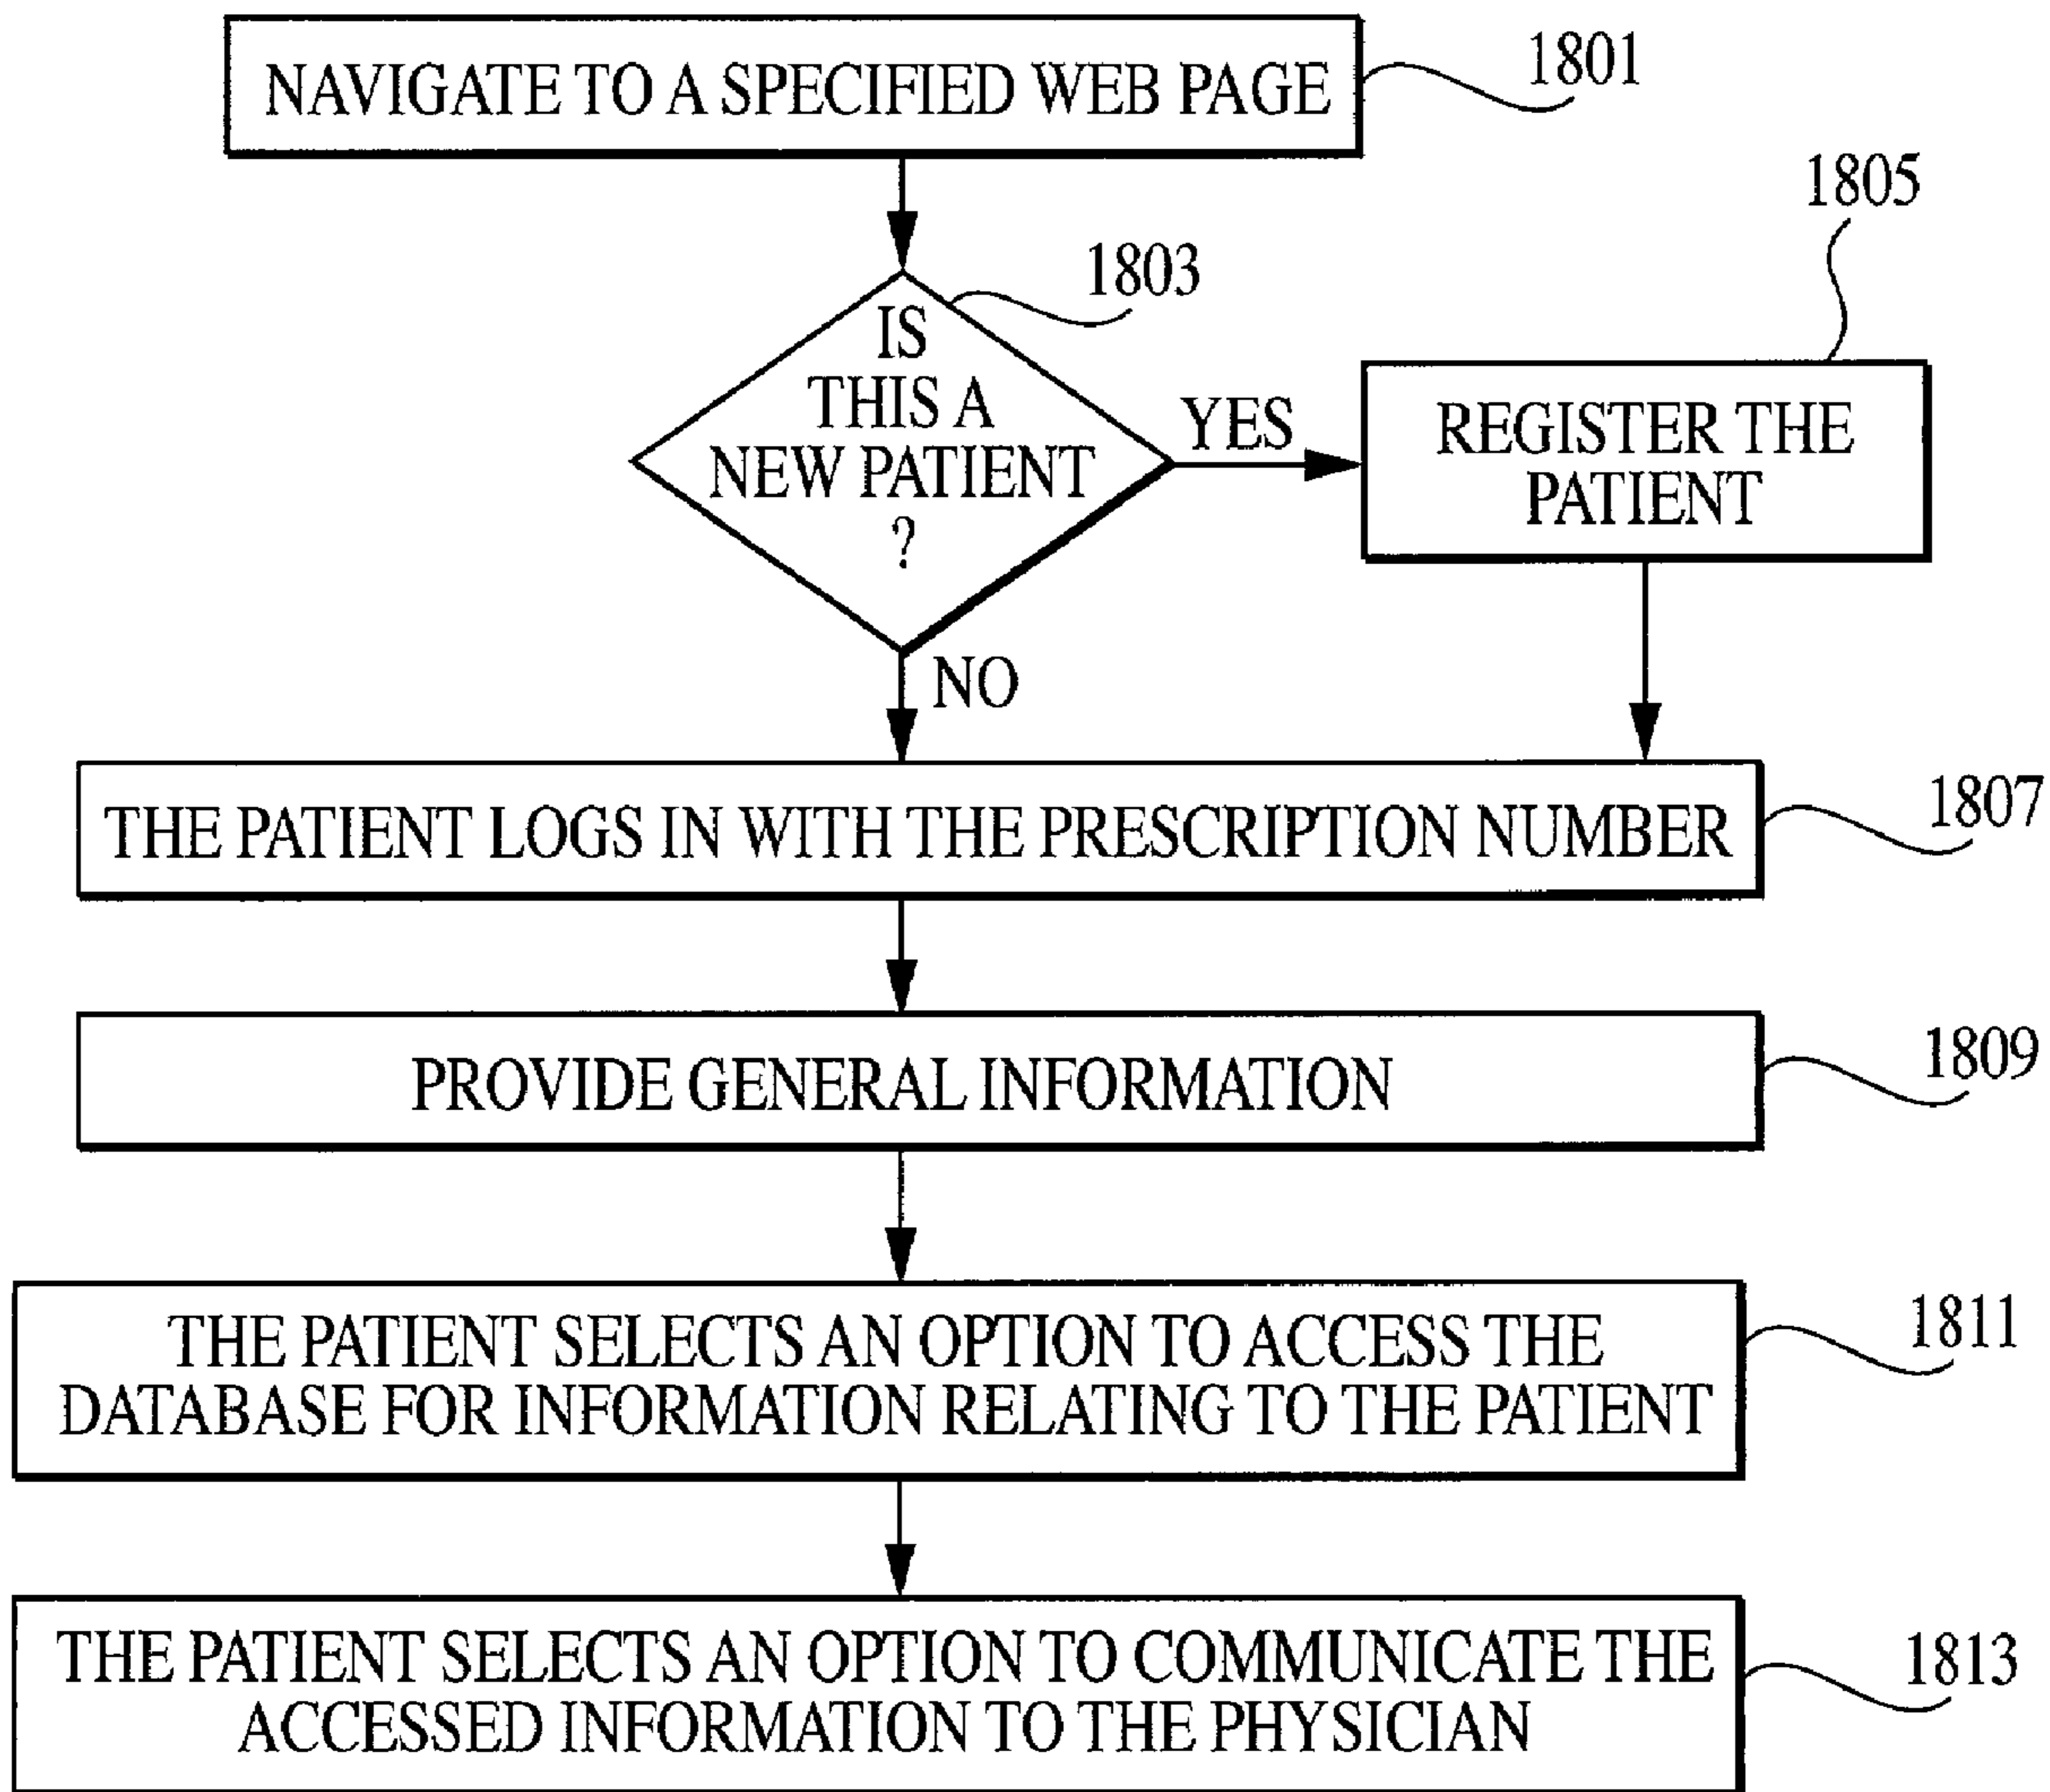 NAVIGATE TO A SPECIFIED WEB PAGE
1801
1803
IS
THIS A
NEW PATIENT
?
YES
1805
REGISTER THE
PATIENT
NO
THE PATIENT LOGS IN WITH THE PRESCRIPTION NUMBER
1807
PROVIDE GENERAL INFORMATION
1809
THE PATIENT SELECTS AN OPTION TO ACCESS THE
DATABASE FOR INFORMATION RELATING TO THE PATIENT
1811
THE PATIENT SELECTS AN OPTION TO COMMUNICATE THE
ACCESSED INFORMATION TO THE PHYSICIAN
1813